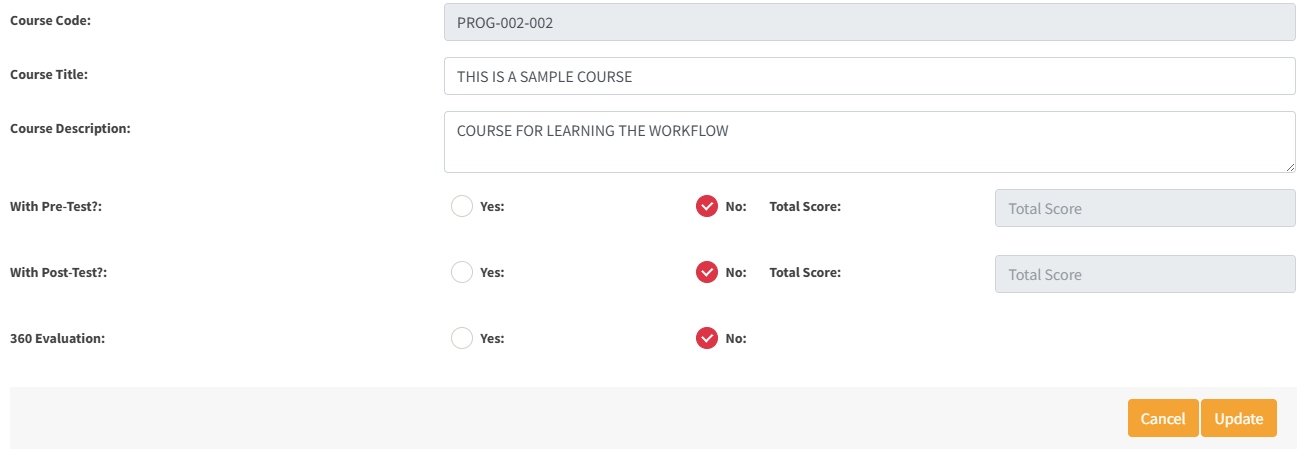 Course Code: PROG-002-002
Course Title: THIS IS A SAMPLE COURSE
Course Description: COURSE FOR LEARNING THE WORKFLOW
With Pre-Test?: Yes: No: Total Score: Total Score
With Post-Test?: Yes: No: Total Score: Total Score
360 Evaluation: Yes: No:
Cancel Update